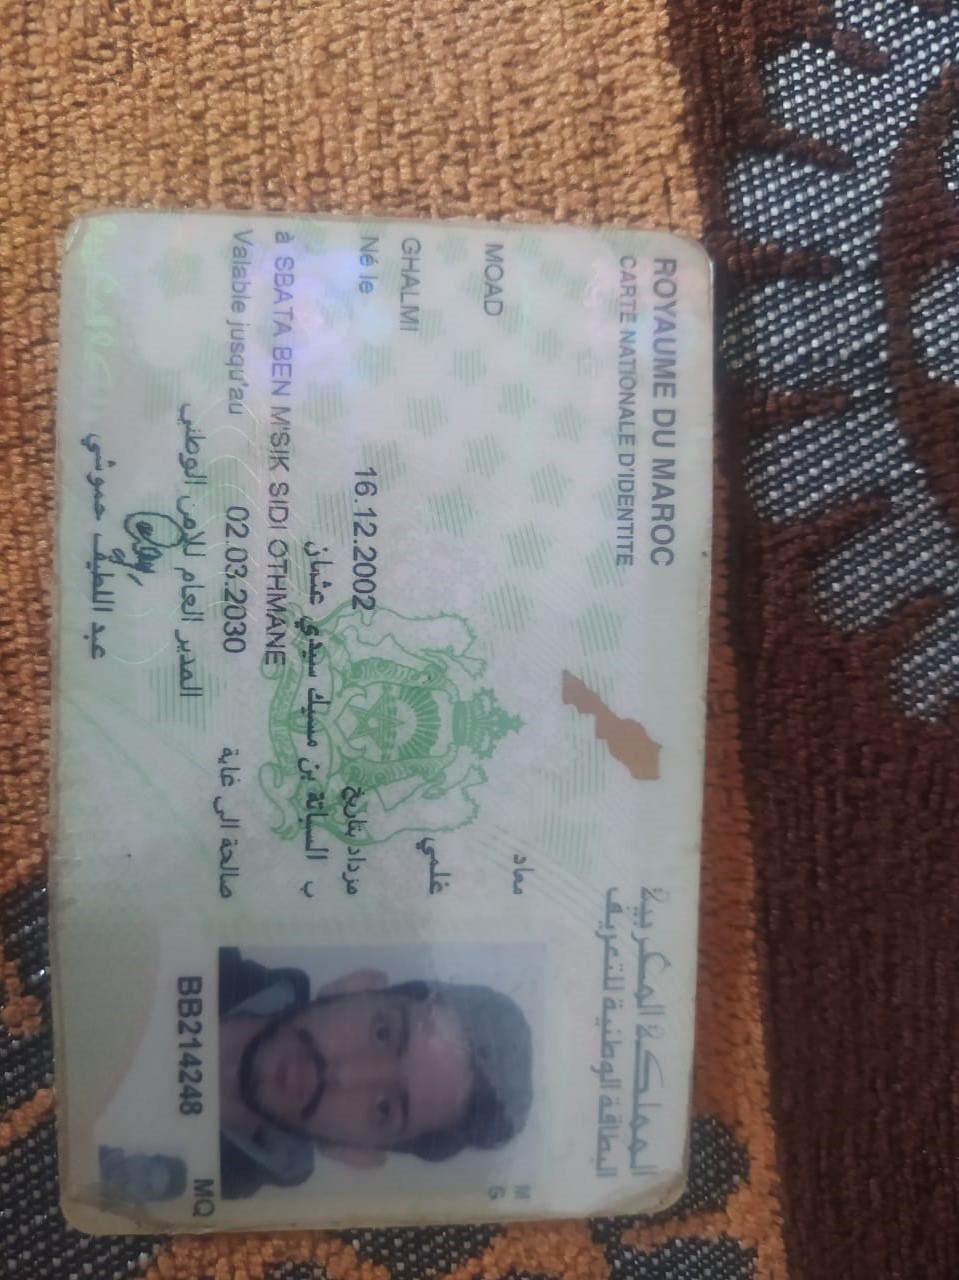 ROYAUME DU MAROC
المملكة المغربية
CARTE NATIONALE D'IDENTITE
البطاقة الوطنية للتعريف
MOAD
معاد
GHALMI
غلمي
Né le 16.12.2002 مزداد بتاريخ
ب السباتة بن مسيك سيدي عثمان
à SBATA BEN M'SIK SIDI OTHMANE
Valable jusqu'au 02.03.2030 صالحة الى غاية
المدير العام للأمن الوطني
عبد اللطيف حموشي
M
G
BB214248
MQ